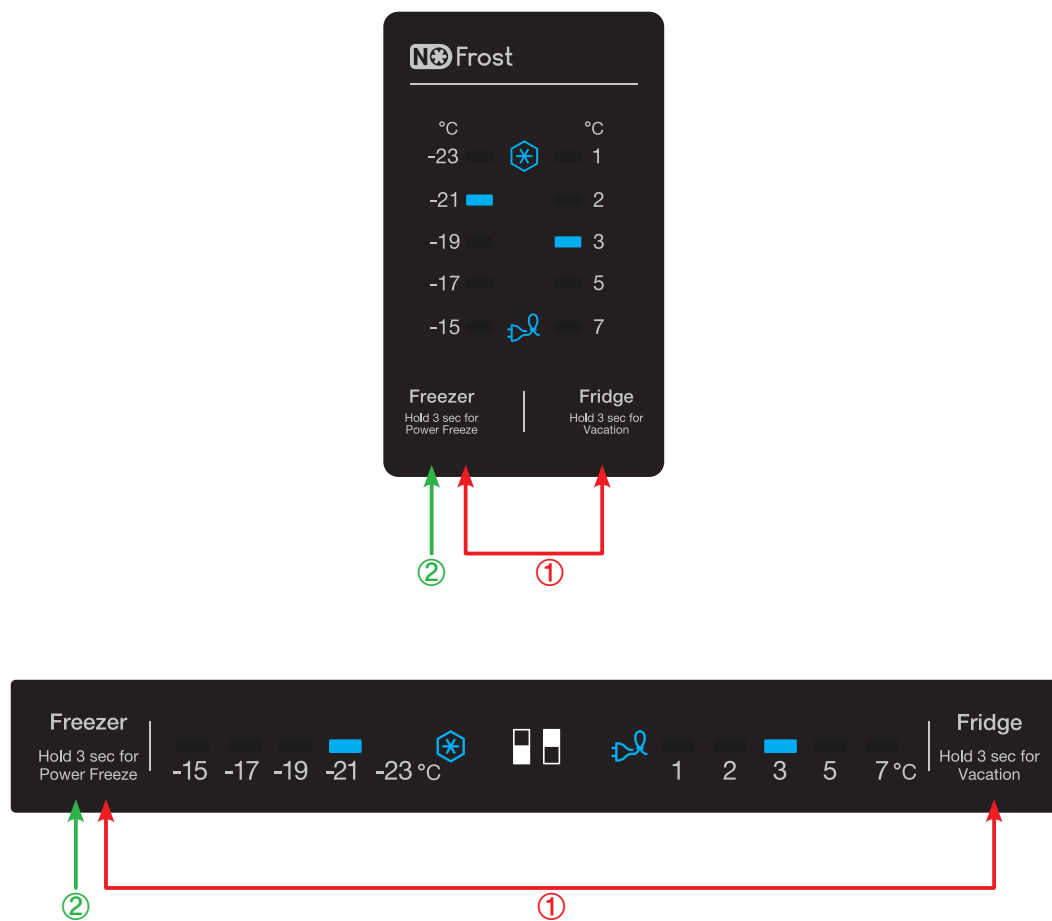 NO Frost
°C °C
-23 1
-21 2
-19 3
-17 5
-15 7
Freezer Fridge
Hold 3 sec for Hold 3 sec for
Power Freeze Vacation
② ①
Freezer Fridge
Hold 3 sec for Hold 3 sec for
Power Freeze -15 -17 -19 -21 -23 °C 1 2 3 5 7 °C Vacation
② ①